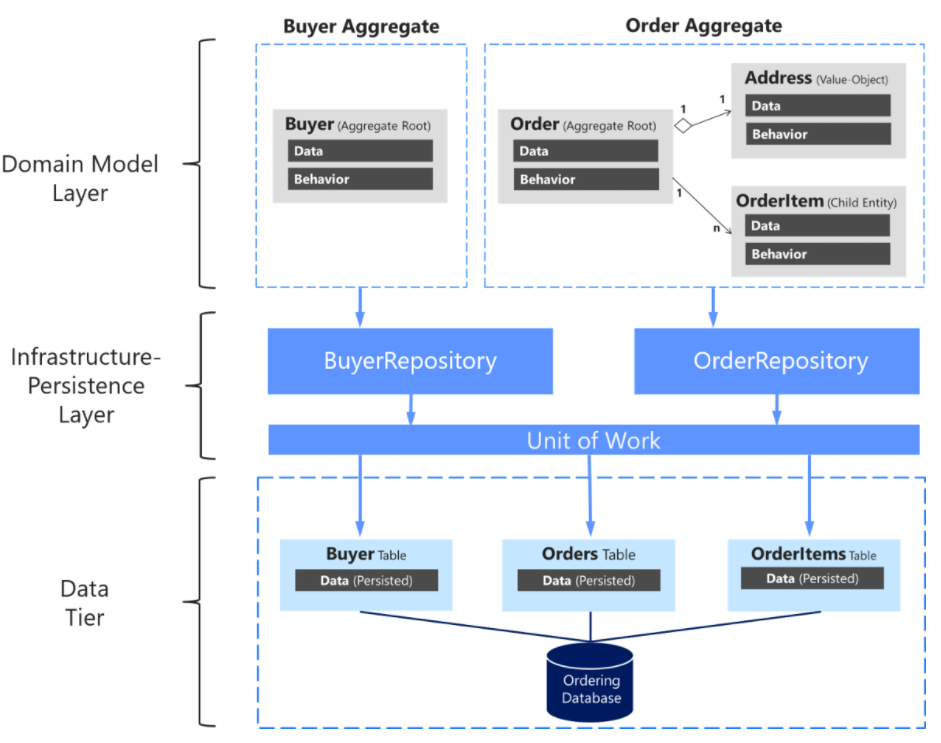 Buyer Aggregate
Order Aggregate
Domain Model
Layer
Buyer (Aggregate Root)
Data
Behavior
Order (Aggregate Root)
Data
Behavior
1
1
Address (Value-Object)
Data
Behavior
1
n
OrderItem (Child Entity)
Data
Behavior
Infrastructure-
Persistence
Layer
BuyerRepository
OrderRepository
Unit of Work
Data
Tier
Buyer Table
Data (Persisted)
Orders Table
Data (Persisted)
OrderItems Table
Data (Persisted)
Ordering
Database